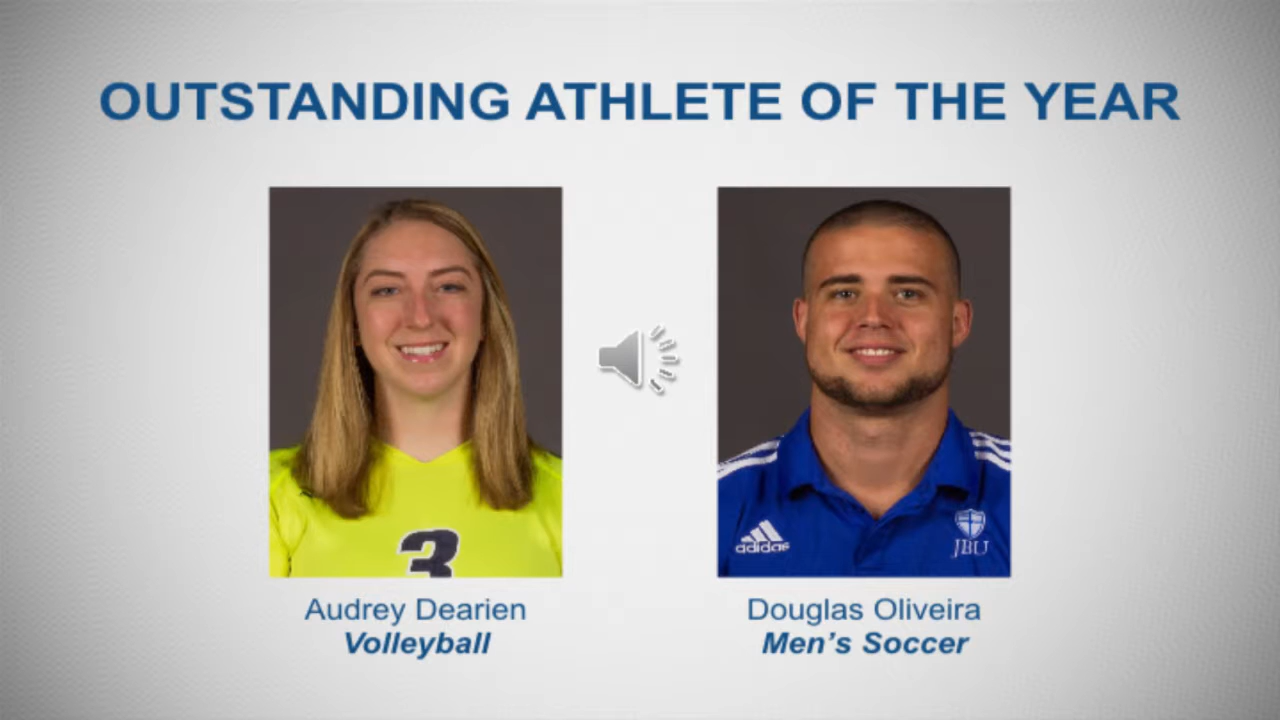 OUTSTANDING ATHLETE OF THE YEAR
3
adidas
JBU
Audrey Dearien
Volleyball
Douglas Oliveira
Men’s Soccer